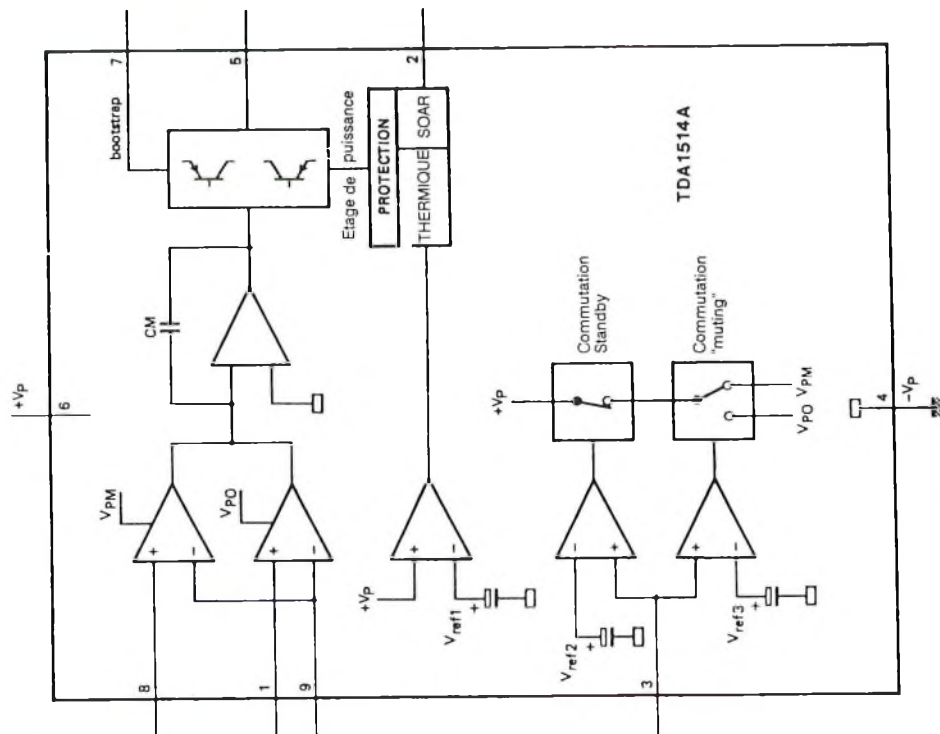 7
5
2
bootstrap
Etage de puissance
PROTECTION
THERMIQUE
SOAR
TDA1514A
CM
+VP
6
Commutation
Standby
Commutation
"muting"
+VP
VPM
VPO
4
-VP
VPM
VPO
+
-
+
-
+
-
-
+
+
-
+VP
Vref1
+
Vref2
+
Vref3
+
8
1
9
3